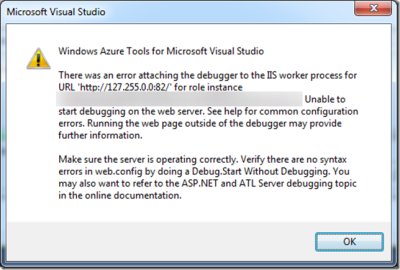 Microsoft Visual Studio
Windows Azure Tools for Microsoft Visual Studio
There was an error attaching the debugger to the IIS worker process for
URL 'http://127.255.0.0:82/' for role instance
Unable to
start debugging on the web server. See help for common configuration
errors. Running the web page outside of the debugger may provide
further information.
Make sure the server is operating correctly. Verify there are no syntax
errors in web.config by doing a Debug.Start Without Debugging. You
may also want to refer to the ASP.NET and ATL Server debugging topic
in the online documentation.
OK